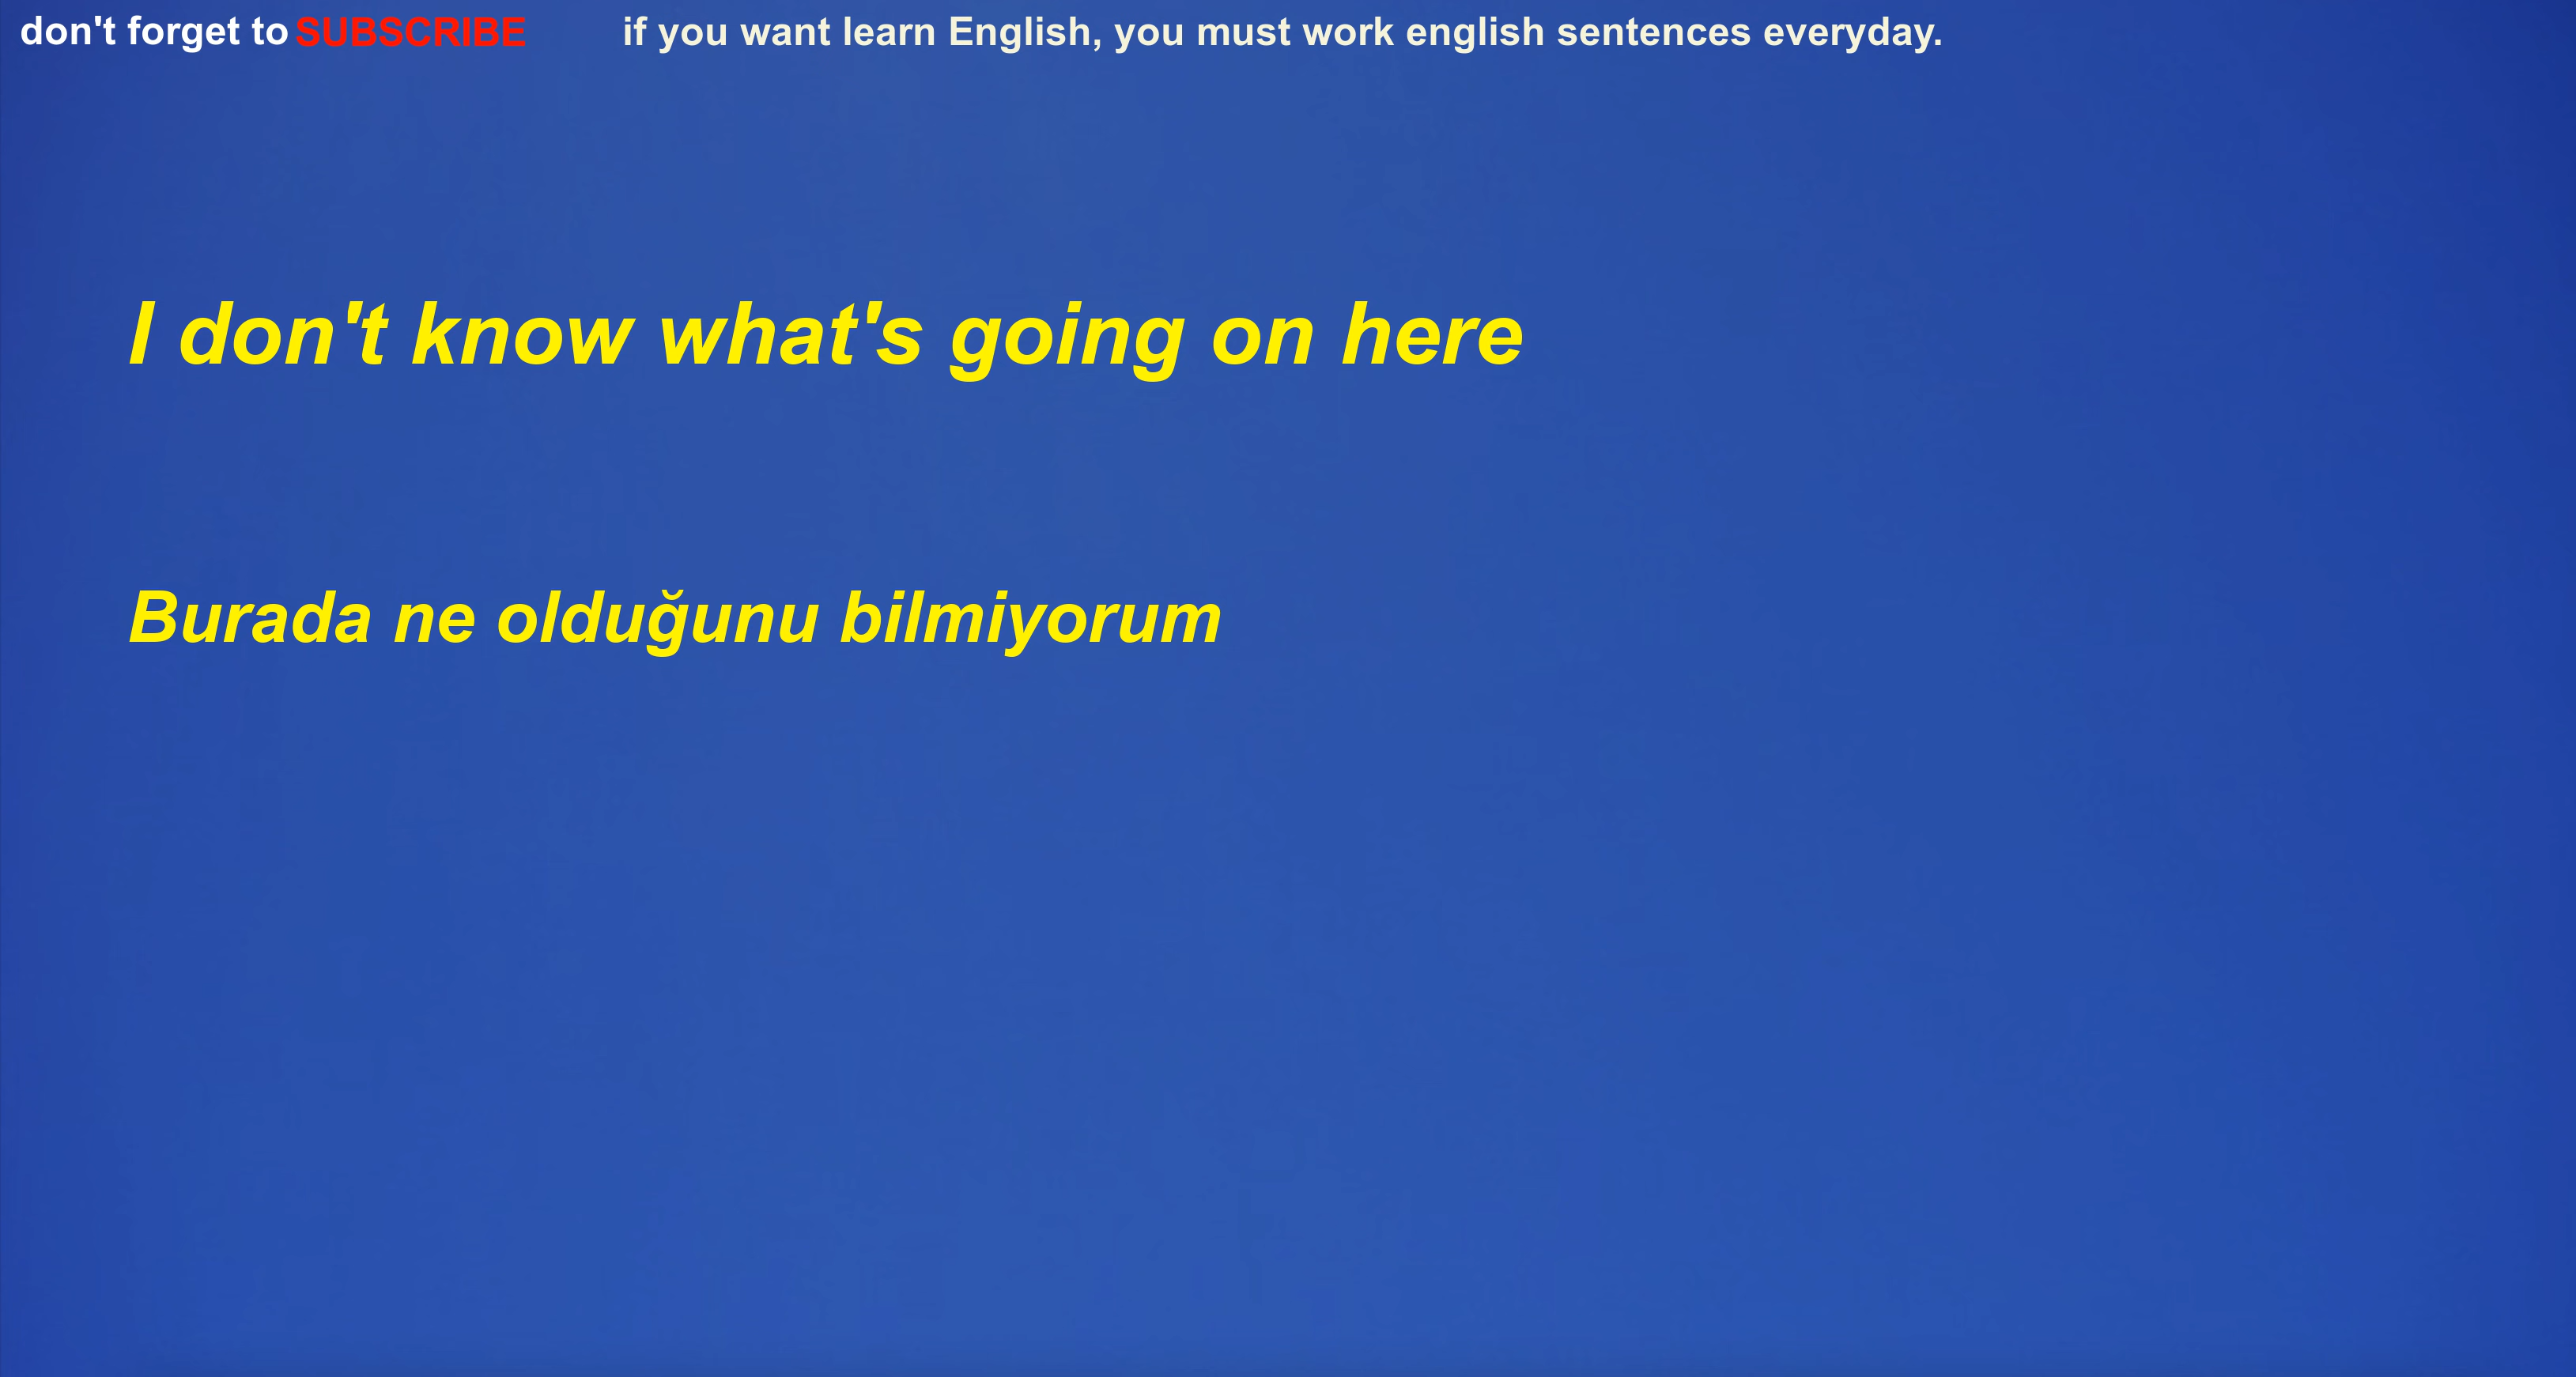 don't forget to SUBSCRIBE if you want learn English, you must work english sentences everyday.
I don't know what's going on here
Burada ne olduğunu bilmiyorum